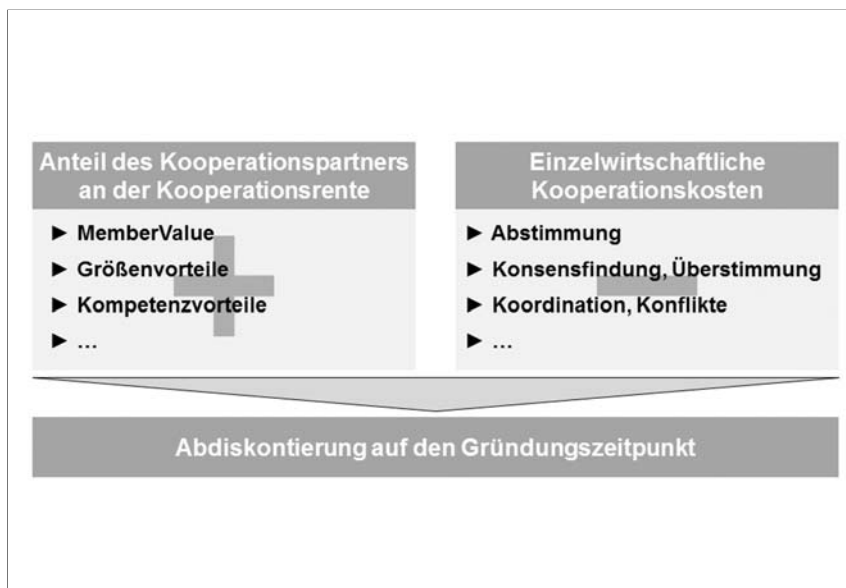 Anteil des Kooperationspartners
an der Kooperationsrente
► MemberValue
► Größenvorteile
► Kompetenzvorteile
► ...
Einzelwirtschaftliche
Kooperationskosten
► Abstimmung
► Konsensfindung, Überstimmung
► Koordination, Konflikte
► ...
Abdiskontierung auf den Gründungszeitpunkt